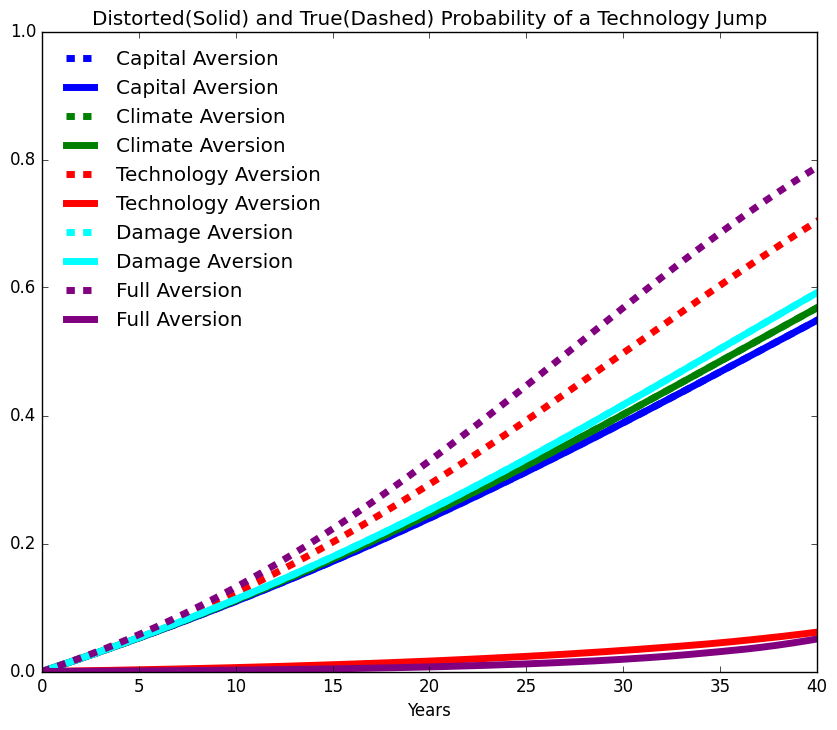 Distorted(Solid) and True(Dashed) Probability of a Technology Jump
1.0
Capital Aversion
Capital Aversion
Climate Aversion
Climate Aversion
0.8
Technology Aversion
Technology Aversion
Damage Aversion
Damage Aversion
0.6
Full Aversion
Full Aversion
0.4
0.2
0.0
0 5 10 15 20 25 30 35 40
Years